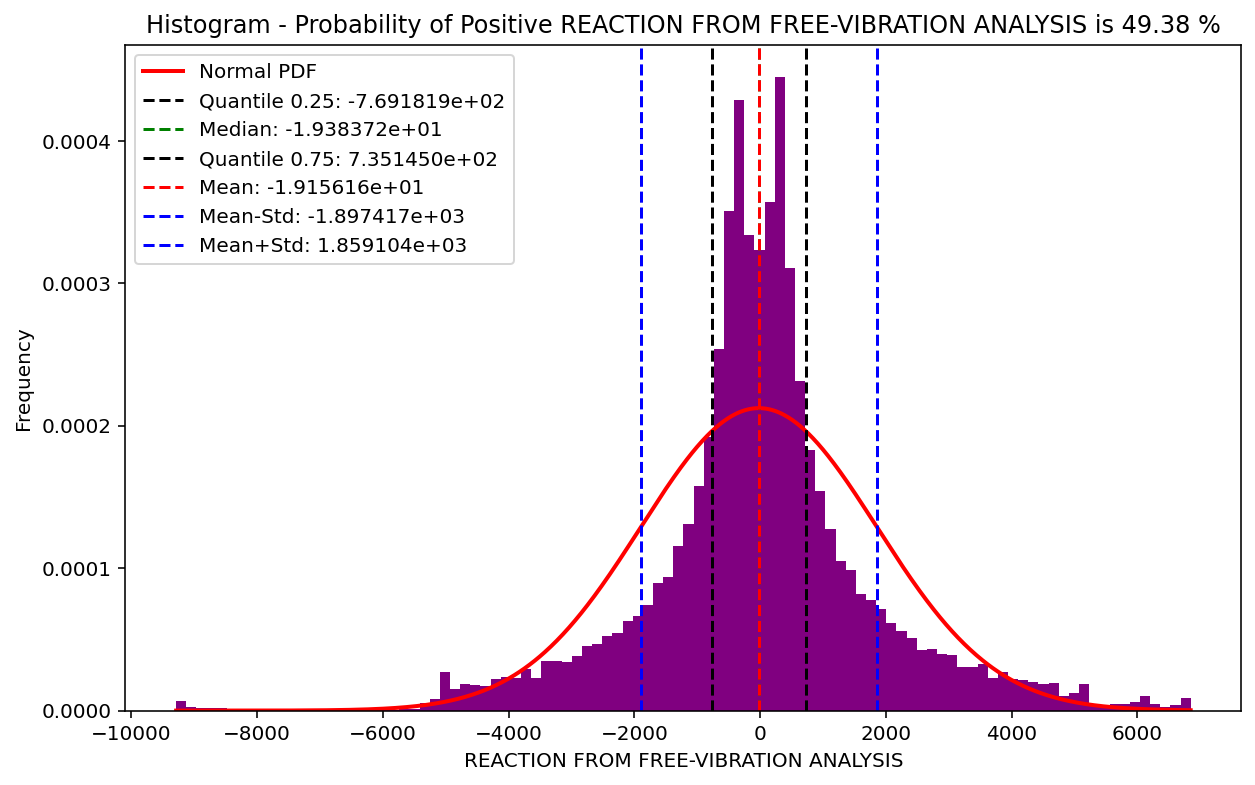 Histogram - Probability of Positive REACTION FROM FREE-VIBRATION ANALYSIS is 49.38 %
Normal PDF
Quantile 0.25: -7.691819e+02
Median: -1.938372e+01
Quantile 0.75: 7.351450e+02
Mean: -1.915616e+01
Mean-Std: -1.897417e+03
Mean+Std: 1.859104e+03
Frequency
0.0004
0.0003
0.0002
0.0001
0.0000
−10000 −8000 −6000 −4000 −2000 0 2000 4000 6000
REACTION FROM FREE-VIBRATION ANALYSIS